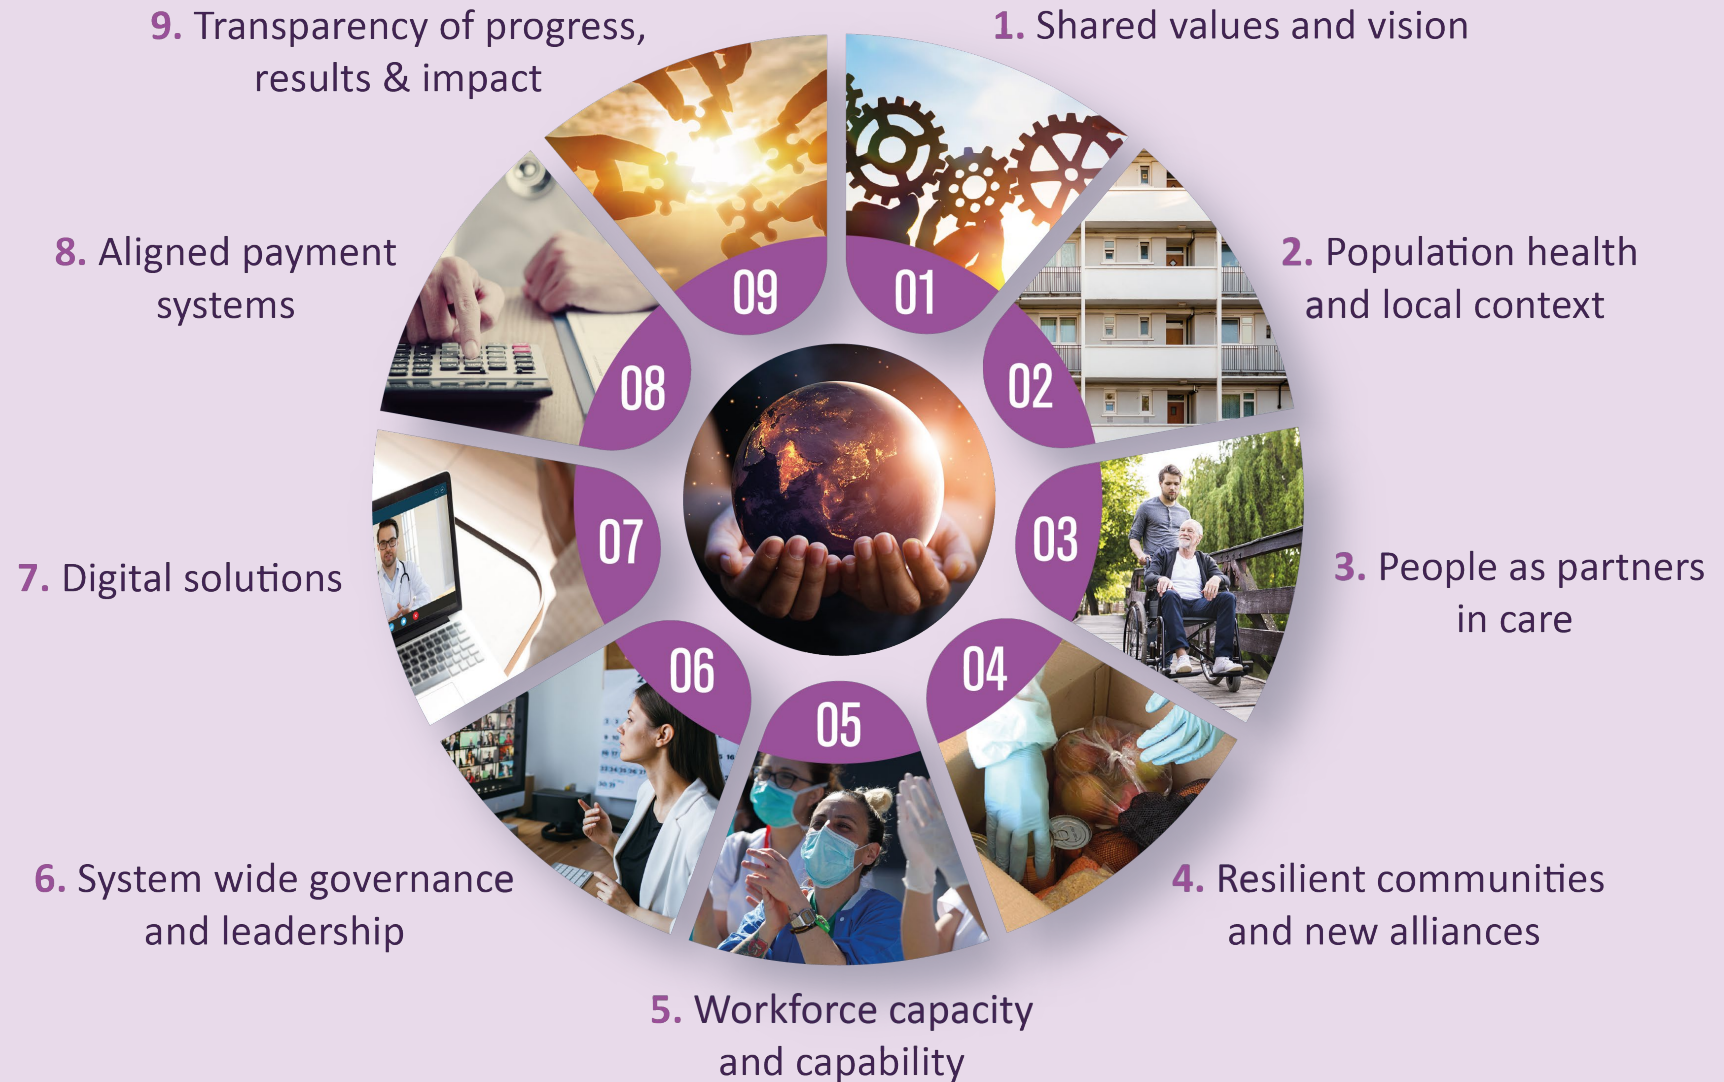 9. Transparency of progress,
results & impact
1. Shared values and vision
8. Aligned payment
systems
2. Population health
and local context
7. Digital solutions
3. People as partners
in care
6. System wide governance
and leadership
4. Resilient communities
and new alliances
5. Workforce capacity
and capability
09
01
08
02
07
03
06
04
05